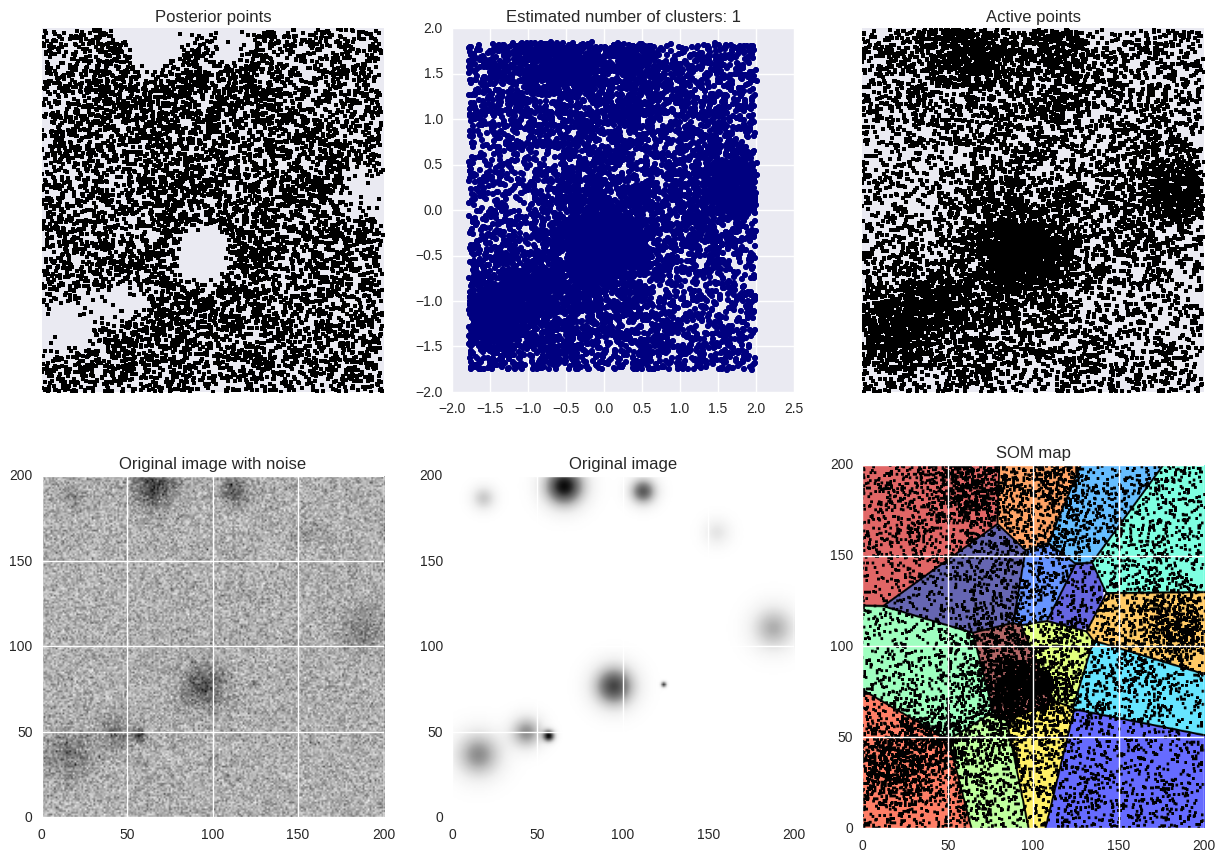 Posterior points
Estimated number of clusters: 1
Active points
2.0
1.5
1.0
0.5
0.0
−0.5
−1.0
−1.5
−2.0
−2.0 −1.5 −1.0 −0.5 0.0 0.5 1.0 1.5 2.0 2.5
Original image with noise
Original image
SOM map
200
150
100
50
0
0 50 100 150 200
200
150
100
50
0
0 50 100 150 200
200
150
100
50
0
0 50 100 150 200